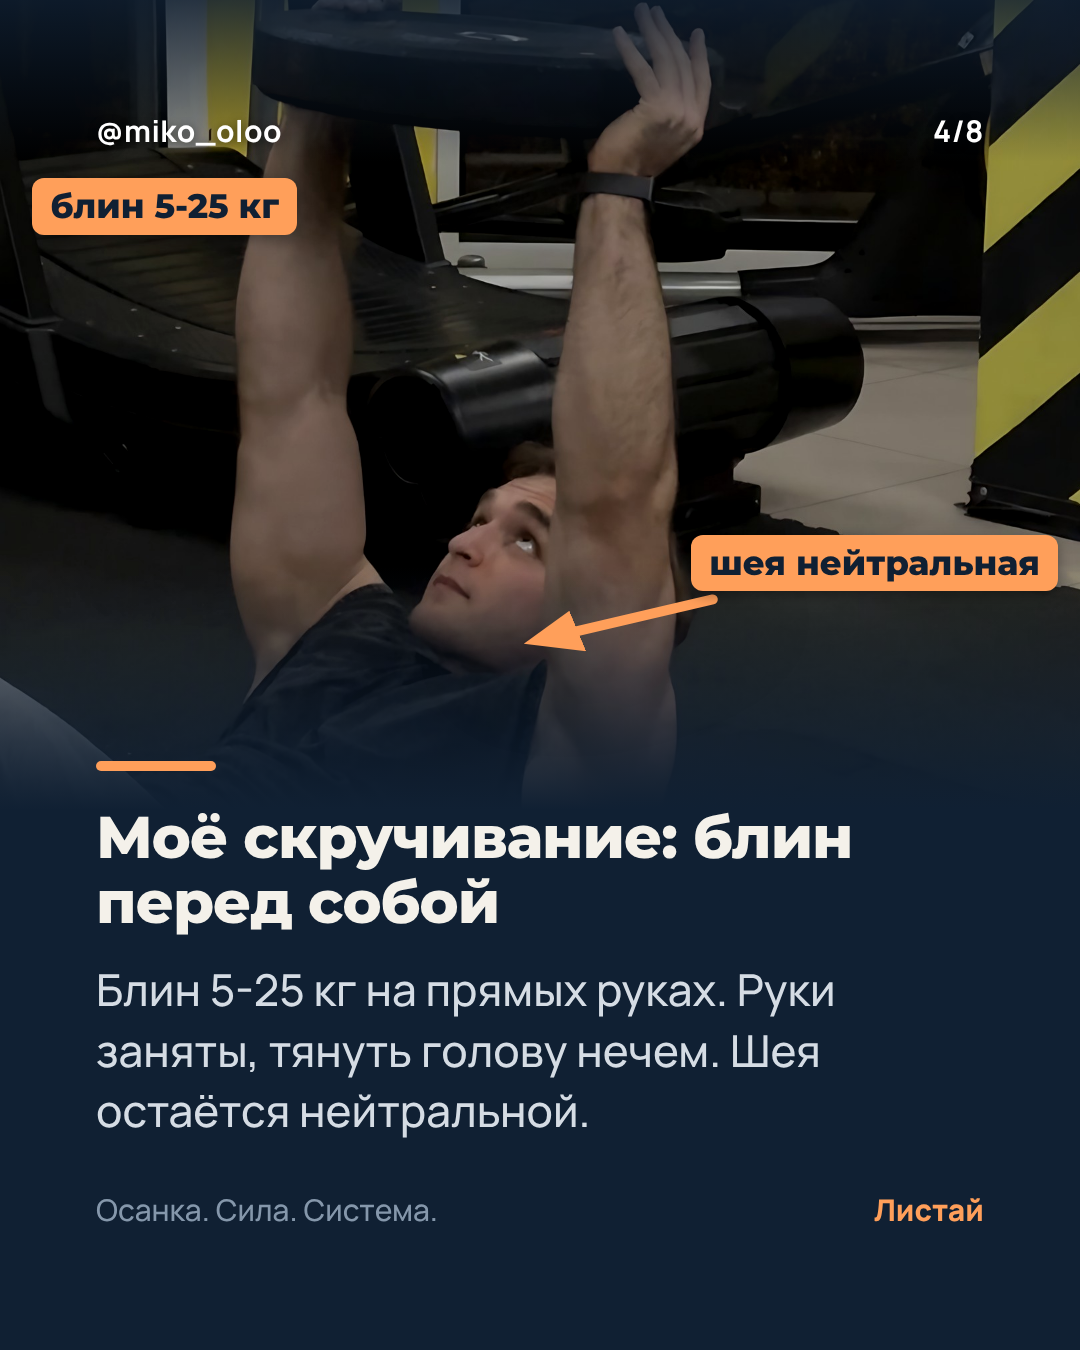 @miko_oloo
4/8
блин 5-25 кг
шея нейтральная
Моё скручивание: блин
перед собой
Блин 5-25 кг на прямых руках. Руки
заняты, тянуть голову нечем. Шея
остаётся нейтральной.
Осанка. Сила. Система.
Листай